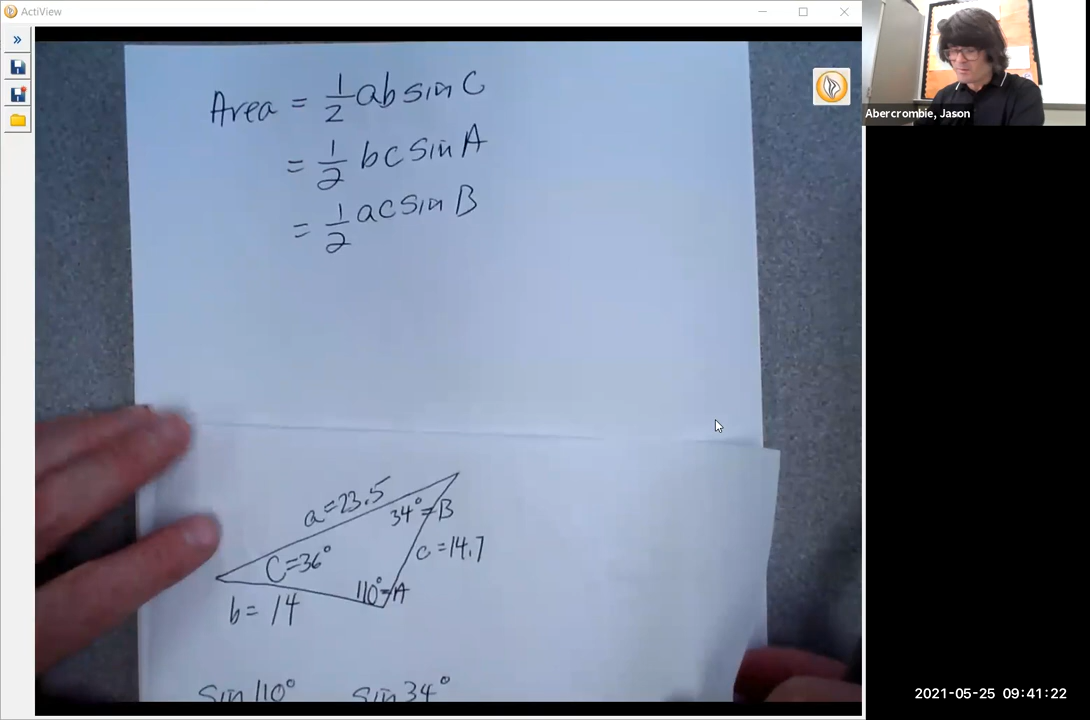 ActiView
Area = 1/2 ab sin C
= 1/2 bc sin A
= 1/2 ac sin B
a=23.5
34°=B
C=36°
c=14.7
110°=A
b= 14
sin 110° sin 34°
Abercrombie, Jason
2021-05-25 09:41:22